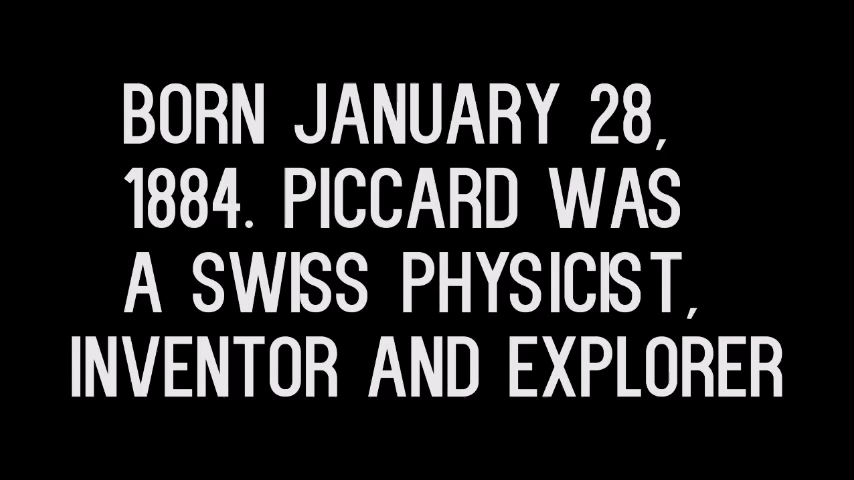 BORN JANUARY 28,
1884. PICCARD WAS
A SWISS PHYSICIST,
INVENTOR AND EXPLORER